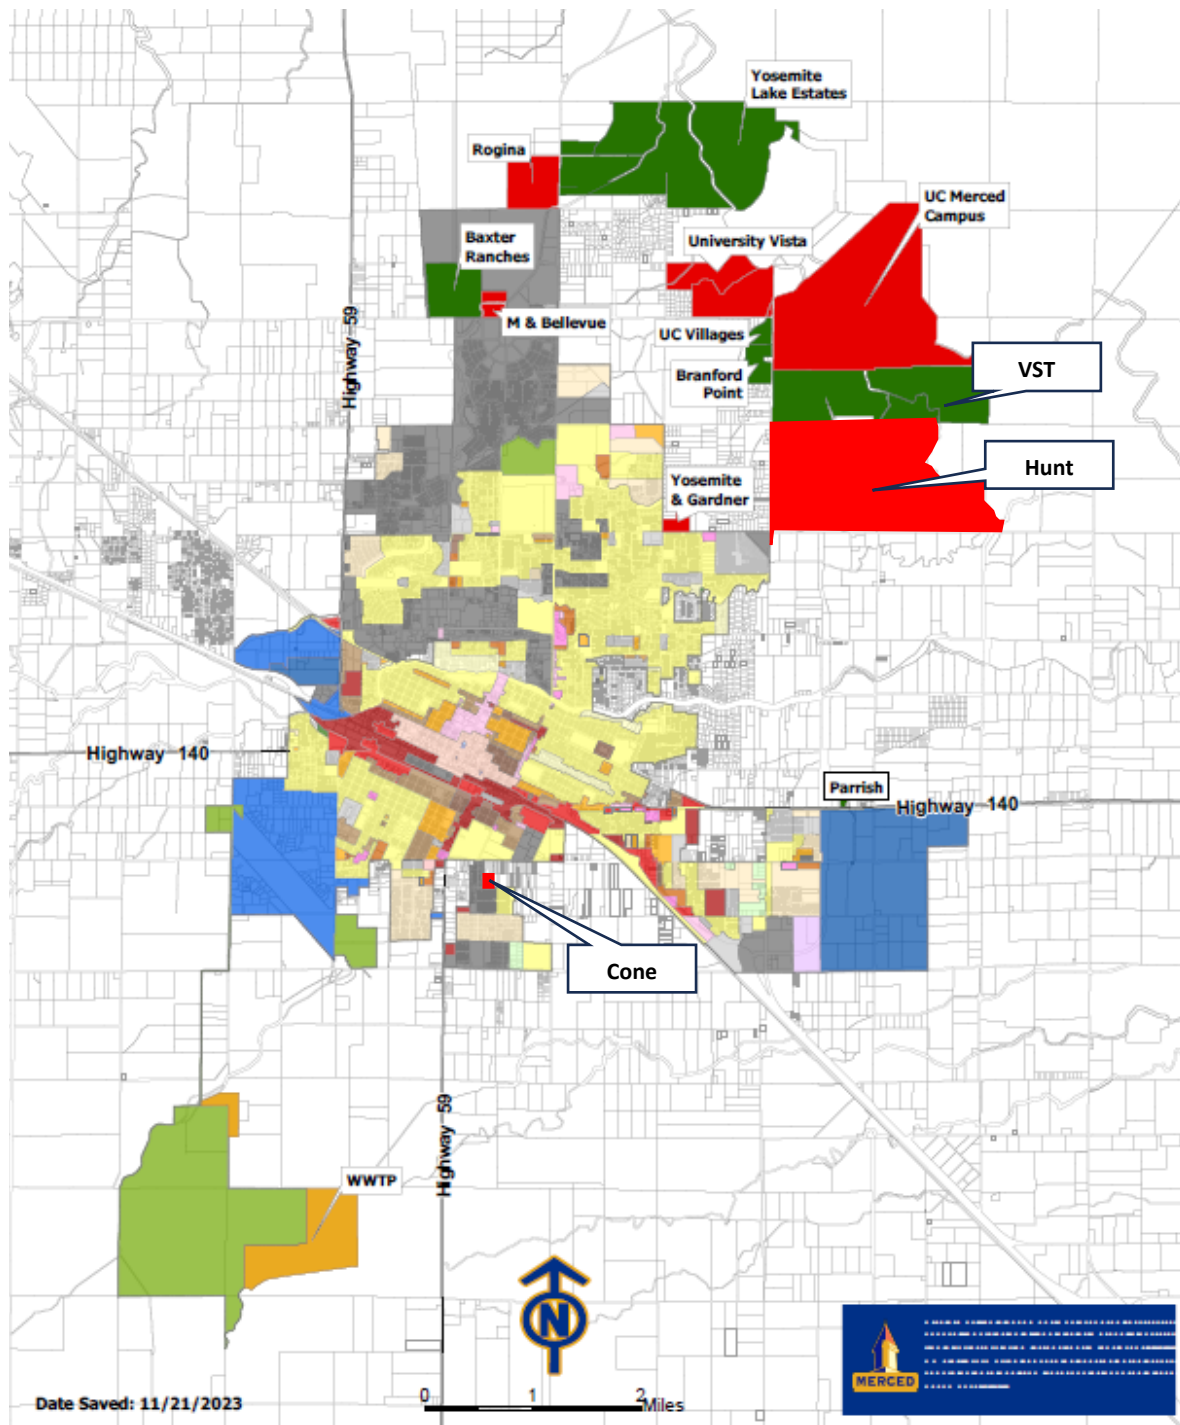 Yosemite
Lake Estates
Rogina
UC Merced
Campus
Baxter
Ranches
University Vista
Highway 59
M & Bellevue
UC Villages
Branford
Point
VST
Hunt
Yosemite
& Gardner
Highway 140
Parrish
Highway 140
Cone
Highway 59
WWTP
N
0 1 2
Miles
MERCED
Date Saved: 11/21/2023